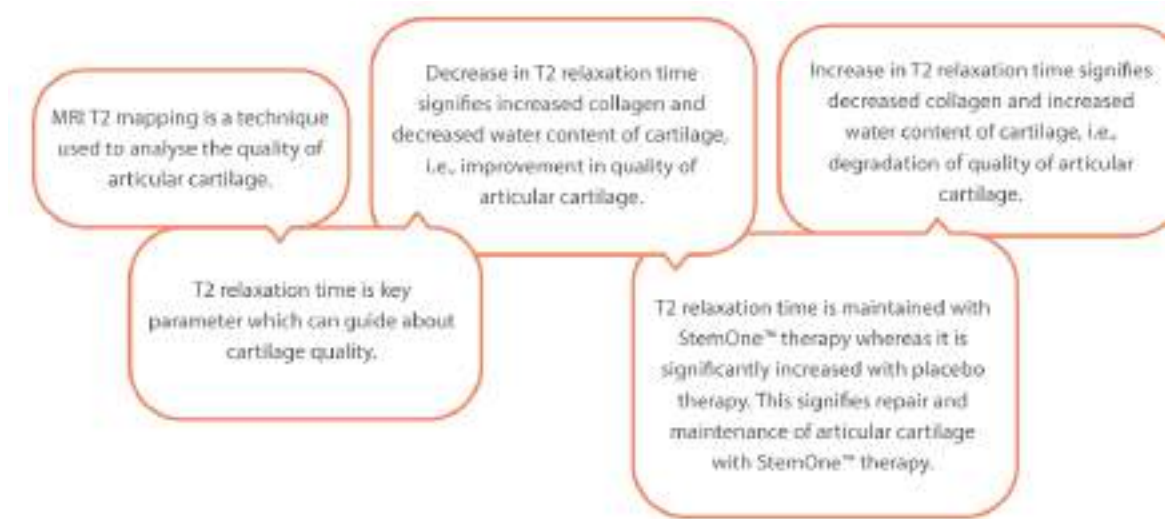 MRI T2 mapping is a technique
used to analyse the quality of
articular cartilage.
T2 relaxation time is key
parameter which can guide about
cartilage quality.
Decrease in T2 relaxation time
signifies increased collagen and
decreased water content of cartilage,
i.e., improvement in quality of
articular cartilage.
T2 relaxation time is maintained with
StemOne™ therapy whereas it is
significantly increased with placebo
therapy. This signifies repair and
maintenance of articular cartilage
with StemOne™ therapy.
Increase in T2 relaxation time signifies
decreased collagen and increased
water content of cartilage, i.e.,
degradation of quality of articular
cartilage.